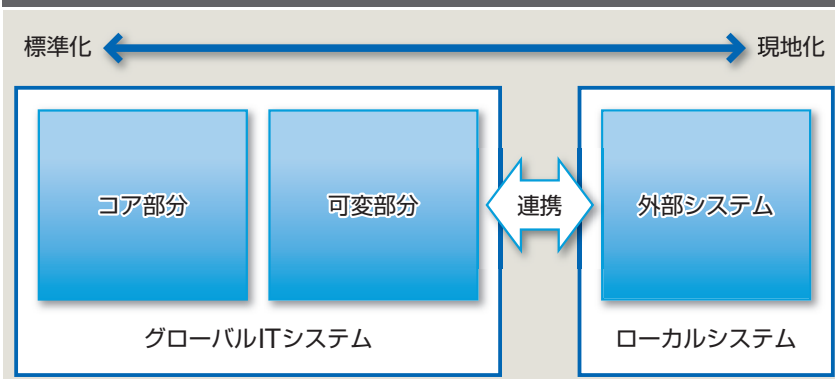 標準化
現地化
コア部分
可変部分
連携
外部システム
グローバルITシステム
ローカルシステム